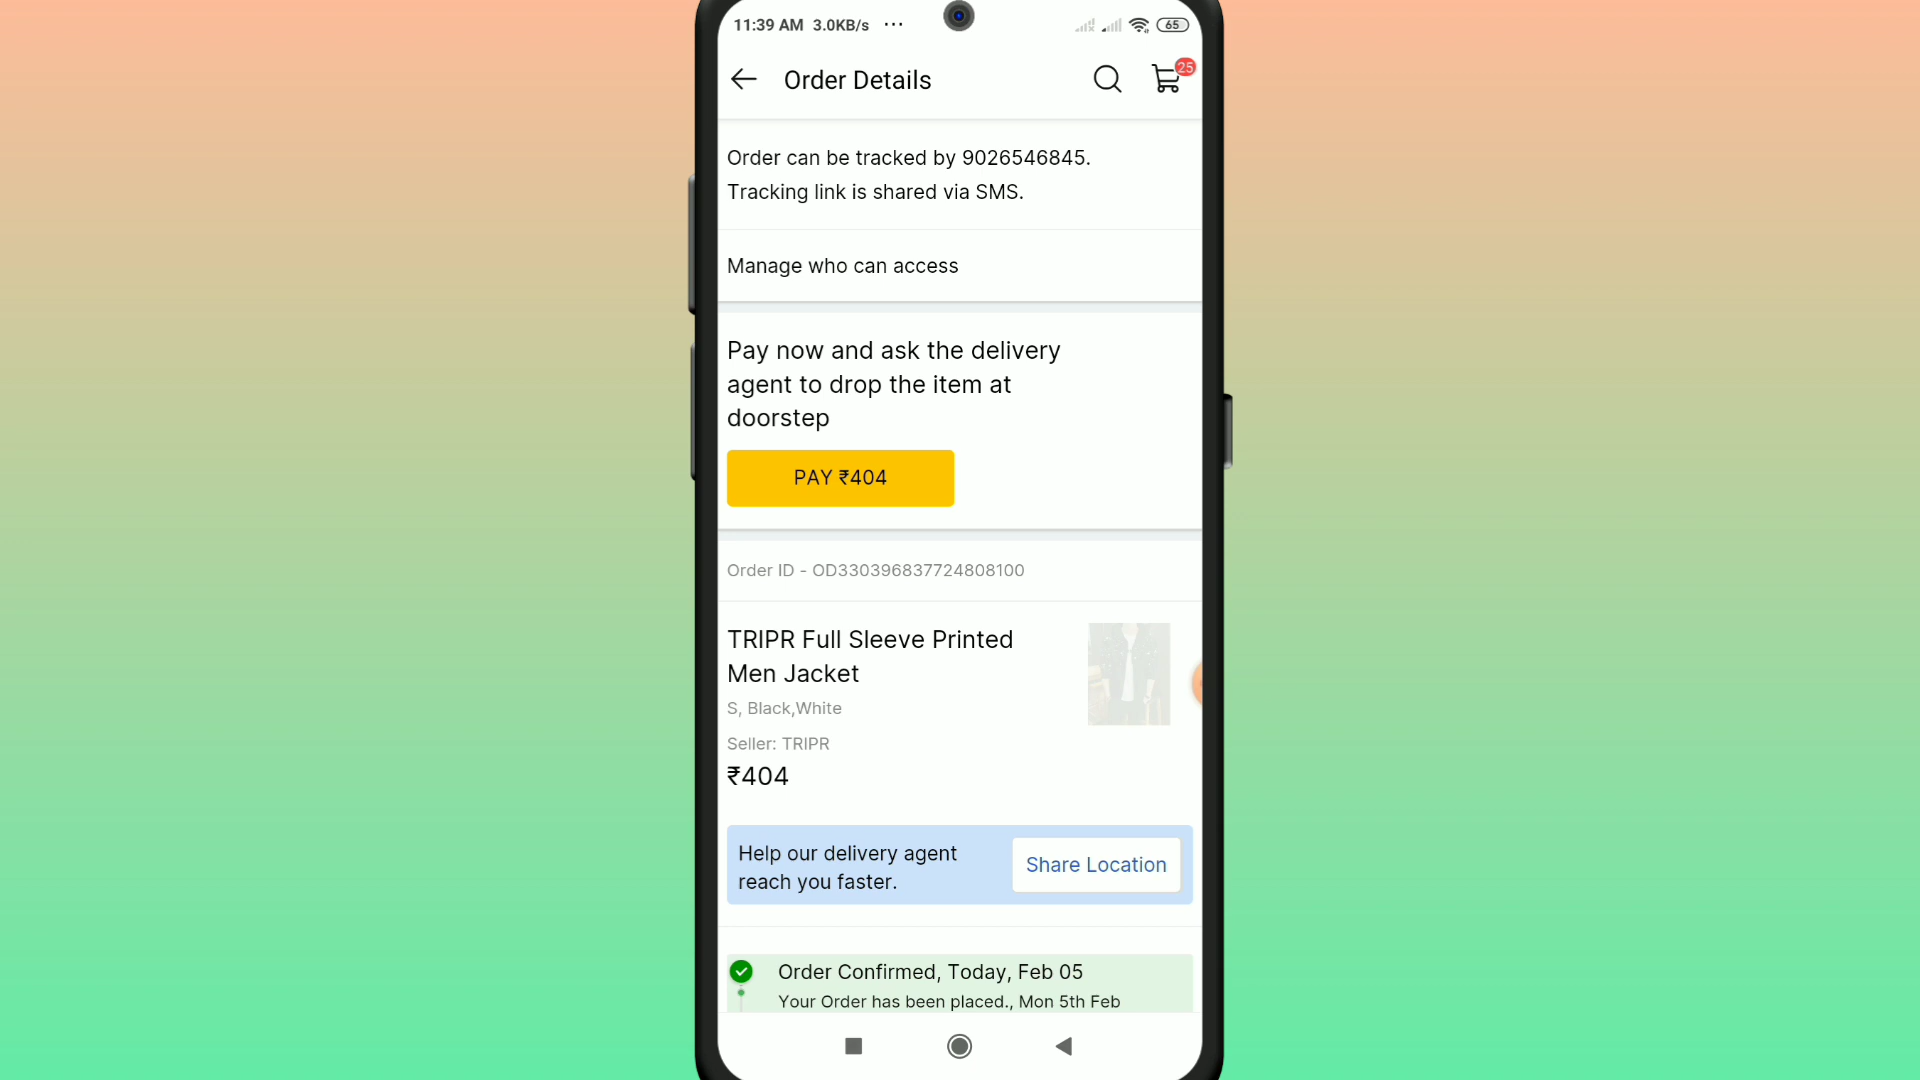 11:39 AM 3.0KB/s ...
65
Order Details
25
Order can be tracked by 9026546845.
Tracking link is shared via SMS.
Manage who can access
Pay now and ask the delivery
agent to drop the item at
doorstep
PAY ₹404
Order ID - OD330396837724808100
TRIPR Full Sleeve Printed
Men Jacket
S, Black,White
Seller: TRIPR
₹404
Help our delivery agent
reach you faster.
Share Location
Order Confirmed, Today, Feb 05
Your Order has been placed., Mon 5th Feb